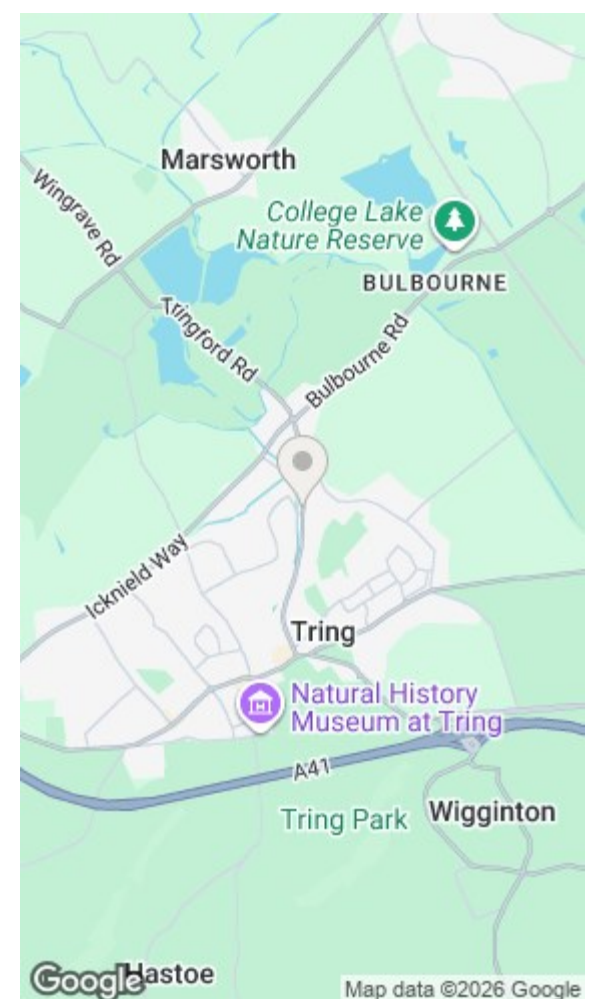 Marsworth
Wingrave Rd
College Lake
Nature Reserve
BULBOURNE
Tringford Rd
Bulbourne Rd
Icknield Way
Tring
Natural History
Museum at Tring
A41
Tring Park
Wigginton
Hastoe
Google
Map data ©2026 Google